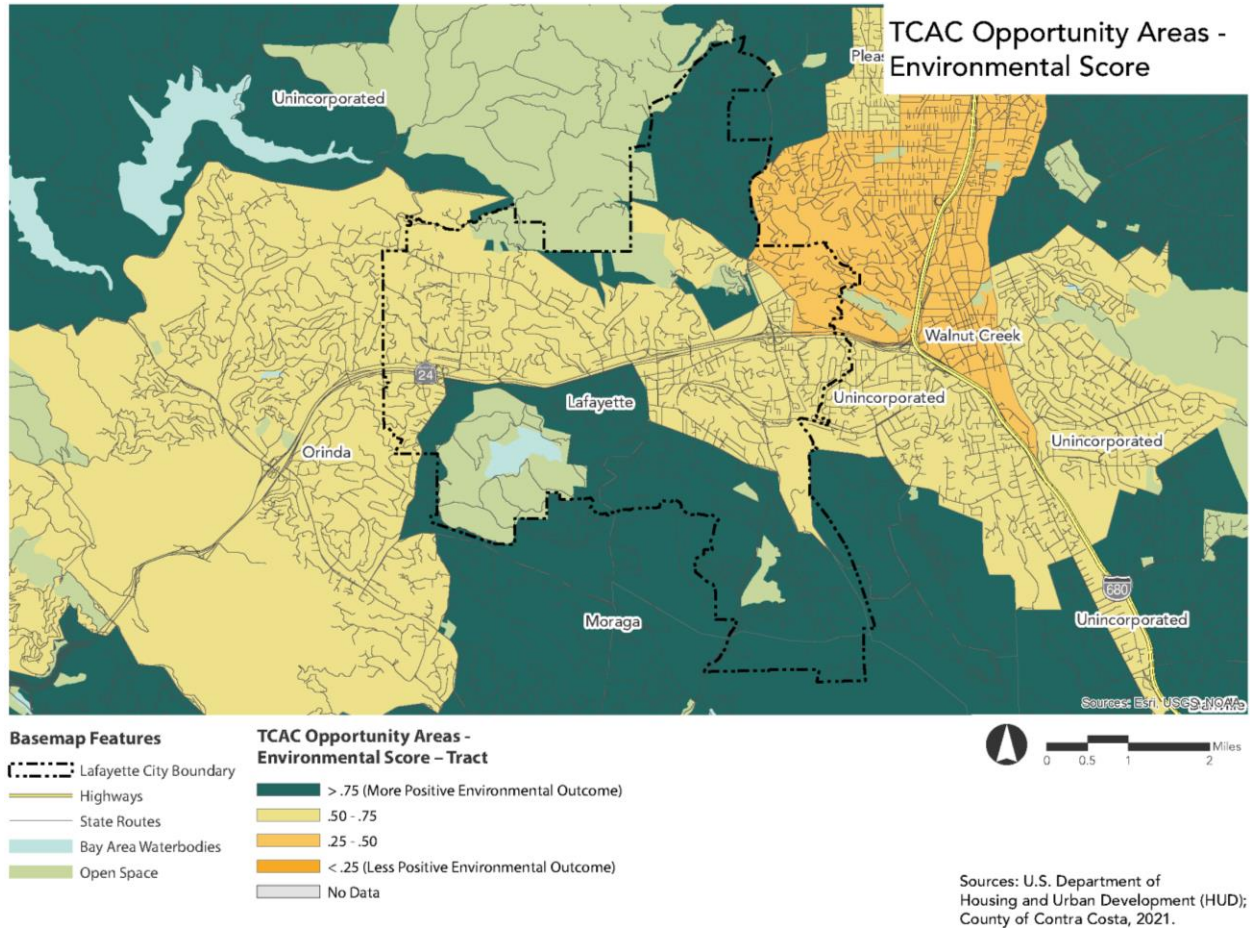 TCAC Opportunity Areas -
Environmental Score
Pleas
Unincorporated
Walnut Creek
24
Lafayette
Unincorporated
Orinda
Unincorporated
680
Moraga
Unincorporated
Sources: Esri, USGS, NOAA
Basemap Features
Lafayette City Boundary
Highways
State Routes
Bay Area Waterbodies
Open Space
TCAC Opportunity Areas -
Environmental Score – Tract
> .75 (More Positive Environmental Outcome)
.50 - .75
.25 - .50
< .25 (Less Positive Environmental Outcome)
No Data
Miles
0 0.5 1 2
Sources: U.S. Department of
Housing and Urban Development (HUD);
County of Contra Costa, 2021.